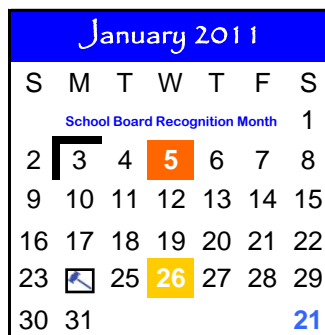 January 2011
S M T W T F S
School Board Recognition Month 1
2 3 4 5 6 7 8
9 10 11 12 13 14 15
16 17 18 19 20 21 22
23 25 26 27 28 29
30 31 21